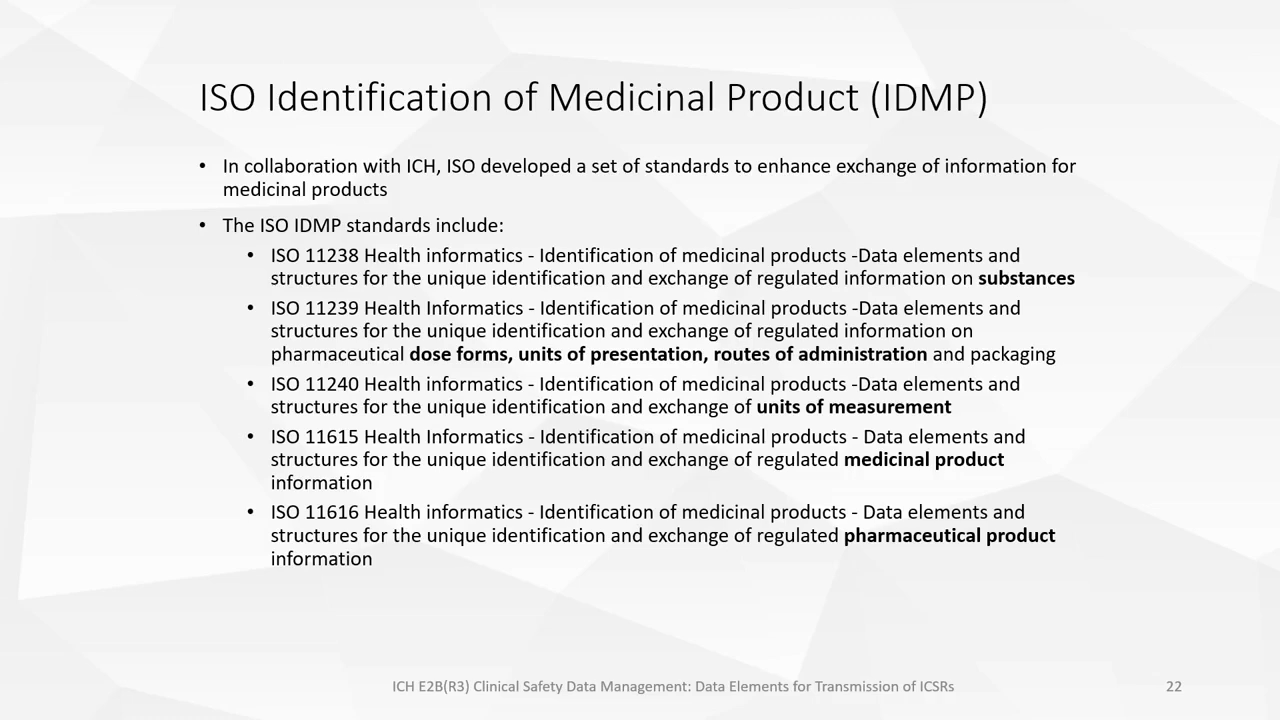 ISO Identification of Medicinal Product (IDMP)
• In collaboration with ICH, ISO developed a set of standards to enhance exchange of information for
medicinal products
• The ISO IDMP standards include:
• ISO 11238 Health informatics - Identification of medicinal products -Data elements and
structures for the unique identification and exchange of regulated information on substances
• ISO 11239 Health Informatics - Identification of medicinal products -Data elements and
structures for the unique identification and exchange of regulated information on
pharmaceutical dose forms, units of presentation, routes of administration and packaging
• ISO 11240 Health informatics - Identification of medicinal products -Data elements and
structures for the unique identification and exchange of units of measurement
• ISO 11615 Health Informatics - Identification of medicinal products - Data elements and
structures for the unique identification and exchange of regulated medicinal product
information
• ISO 11616 Health informatics - Identification of medicinal products - Data elements and
structures for the unique identification and exchange of regulated pharmaceutical product
information
ICH E2B(R3) Clinical Safety Data Management: Data Elements for Transmission of ICSRs
22